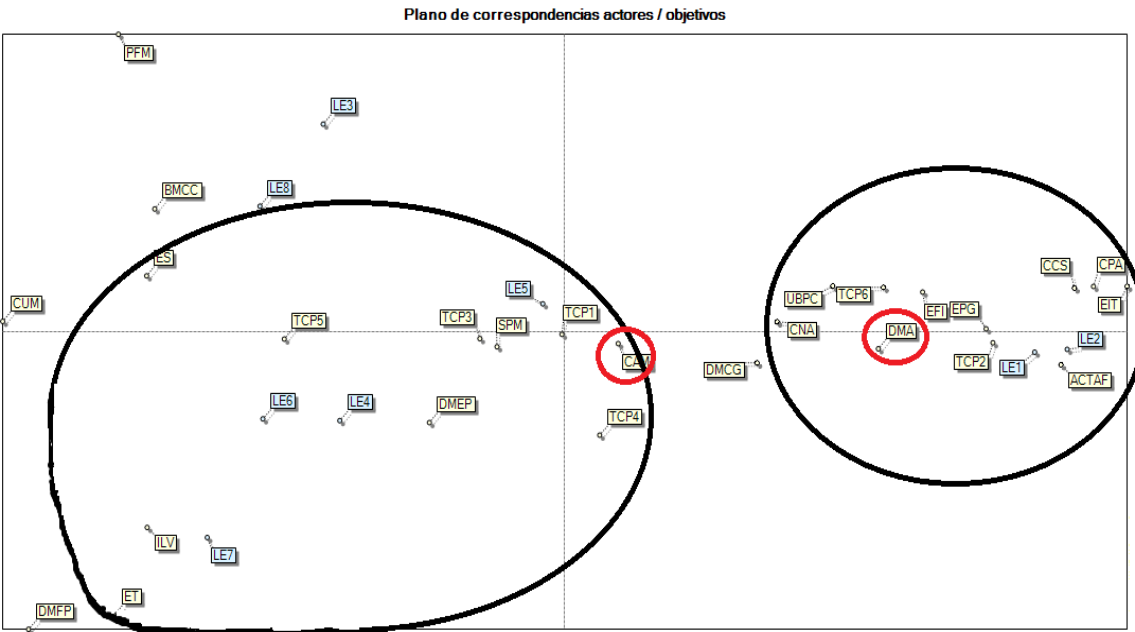 Plano de correspondencias actores / objetivos
PFM
LE3
BMCC
LE8
ES
CCS
CPA
LE5
UBPC
TCP6
CUM
EIT
TCP5
TCP3
SPM
TCP1
EFI
EPG
CNA
DMA
LE2
CAM
DMCG
TCP2
LE1
ACTAF
LE6
LE4
DMEP
TCP4
ILV
LE7
ET
DMFP